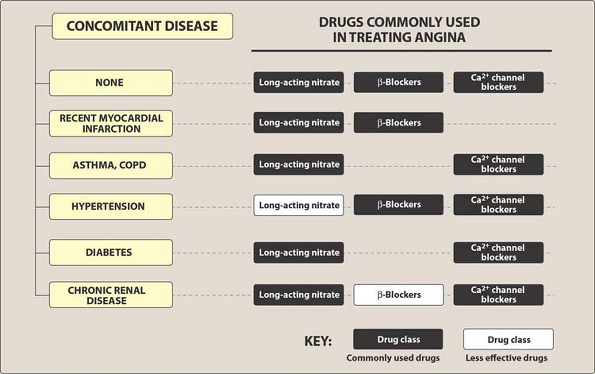 CONCOMITANT DISEASE
DRUGS COMMONLY USED
IN TREATING ANGINA
NONE
Long-acting nitrate
β-Blockers
Ca²⁺ channel
blockers
RECENT MYOCARDIAL
INFARCTION
Long-acting nitrate
β-Blockers
ASTHMA, COPD
Long-acting nitrate
Ca²⁺ channel
blockers
HYPERTENSION
Long-acting nitrate
β-Blockers
Ca²⁺ channel
blockers
DIABETES
Long-acting nitrate
Ca²⁺ channel
blockers
CHRONIC RENAL
DISEASE
Long-acting nitrate
β-Blockers
Ca²⁺ channel
blockers
KEY:
Drug class
Commonly used drugs
Drug class
Less effective drugs